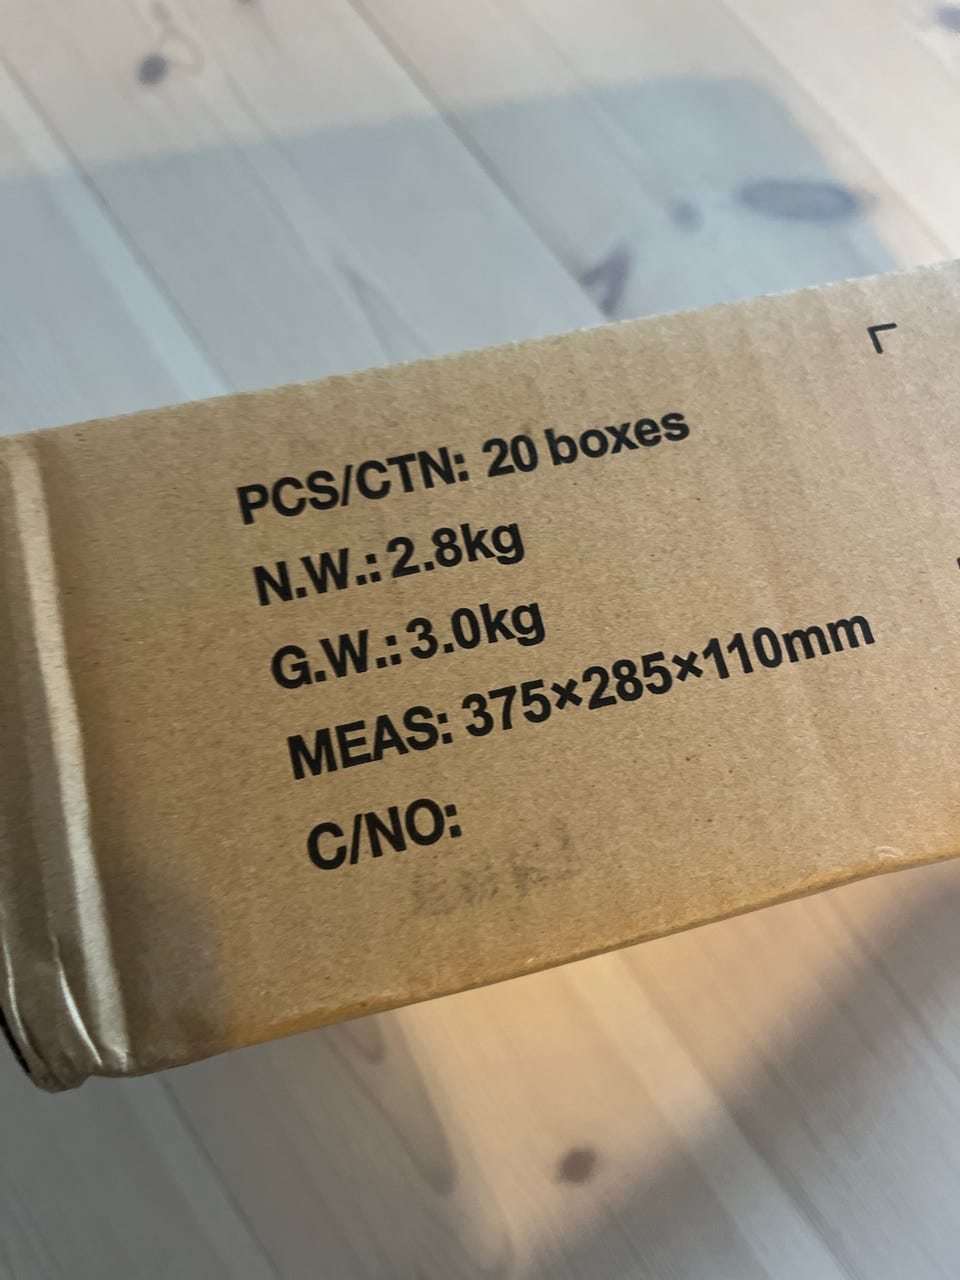 PCS/CTN: 20 boxes
N.W.: 2.8kg
G.W.: 3.0kg
MEAS: 375×285×110mm
C/NO: